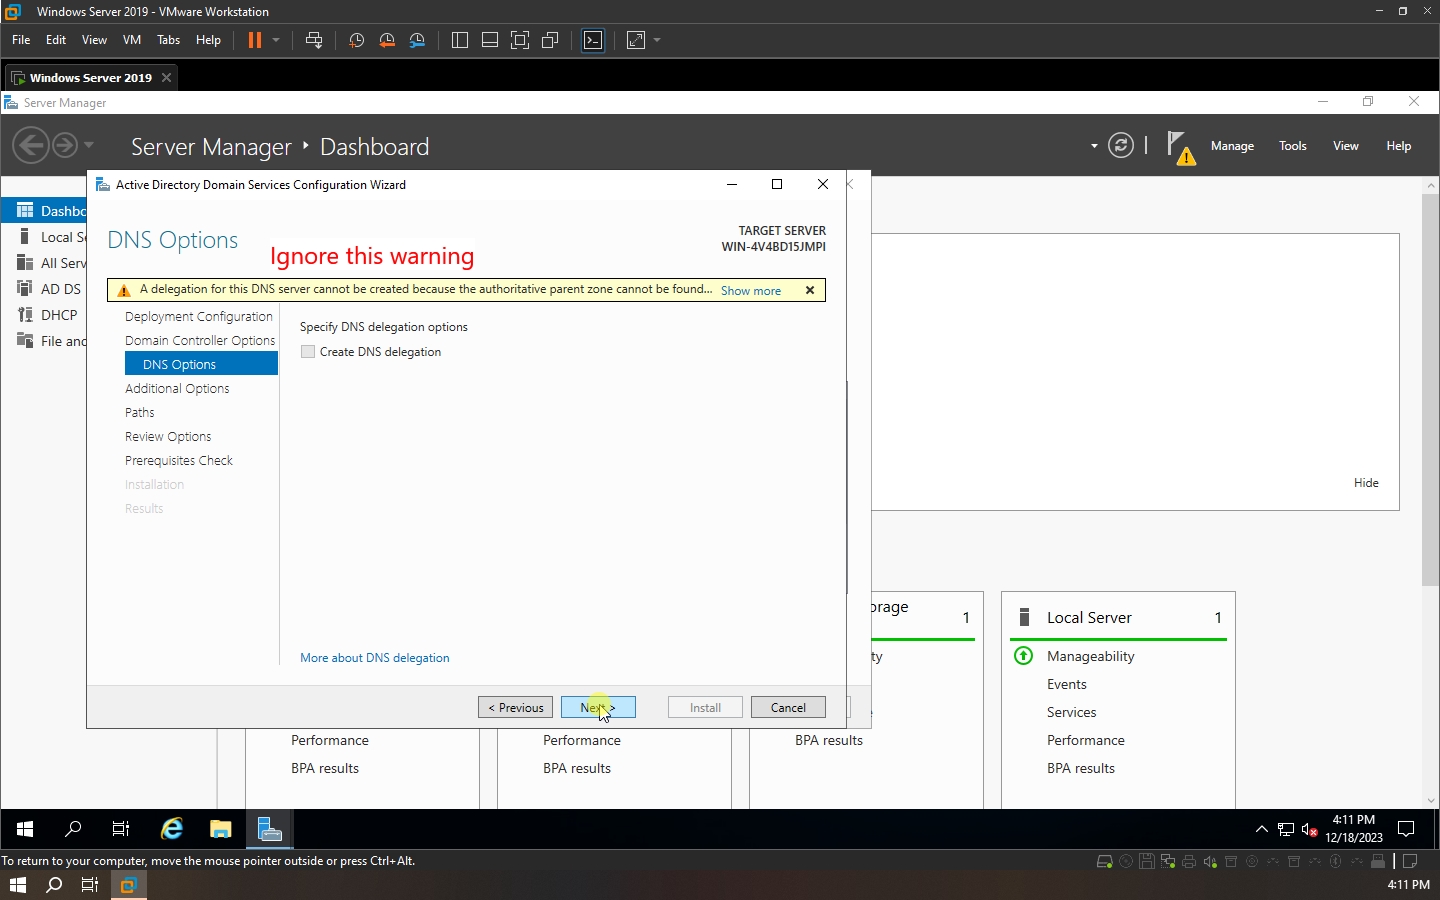 Windows Server 2019 - VMware Workstation
File Edit View VM Tabs Help
Windows Server 2019
Server Manager
Server Manager Dashboard
Manage Tools View Help
Active Directory Domain Services Configuration Wizard
DNS Options
Ignore this warning
TARGET SERVER
WIN-4V4BD15JMPI
A delegation for this DNS server cannot be created because the authoritative parent zone cannot be found... Show more
Deployment Configuration
Domain Controller Options
DNS Options
Additional Options
Paths
Review Options
Prerequisites Check
Installation
Results
Specify DNS delegation options
Create DNS delegation
More about DNS delegation
< Previous
Next >
Install
Cancel
Dashbo
Local Se
All Serv
AD DS
DHCP
File and
Hide
orage 1
ty
Local Server 1
Manageability
Events
Services
Performance
BPA results
Performance
BPA results
Performance
BPA results
BPA results
4:11 PM
12/18/2023
To return to your computer, move the mouse pointer outside or press Ctrl+Alt.
4:11 PM